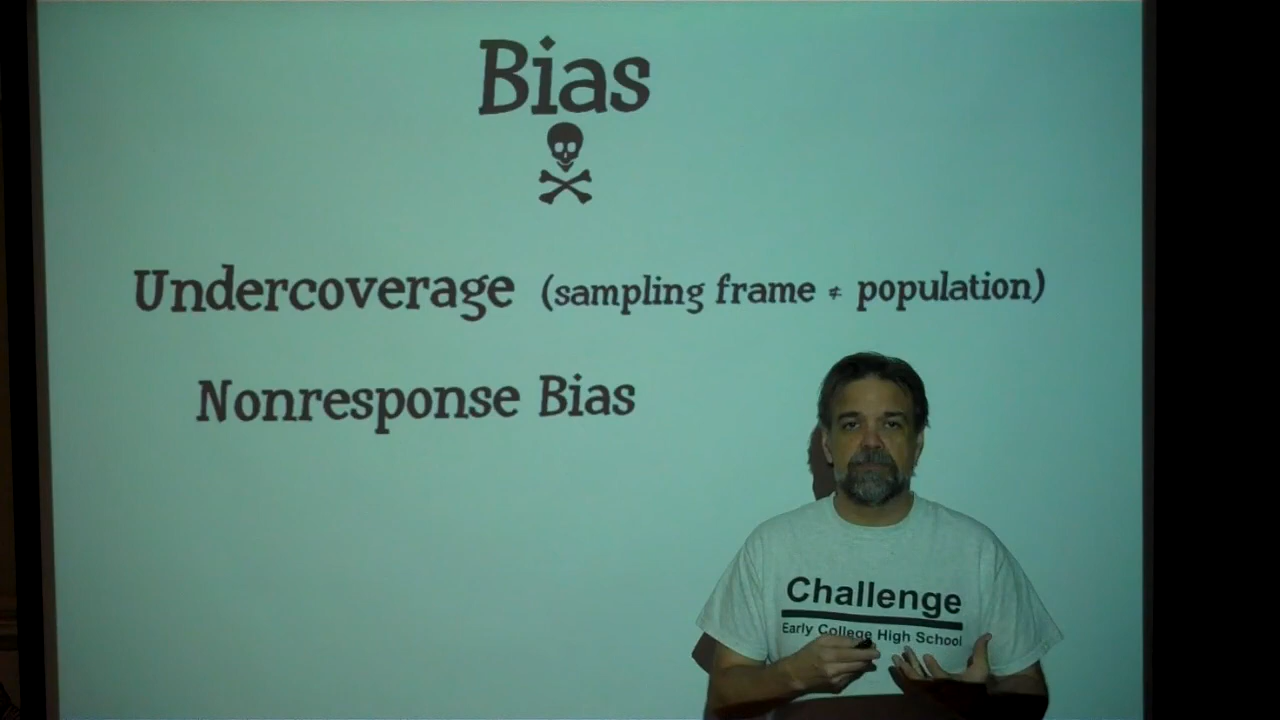 Bias
Undercoverage (sampling frame ≠ population)
Nonresponse Bias
Challenge
Early College High School